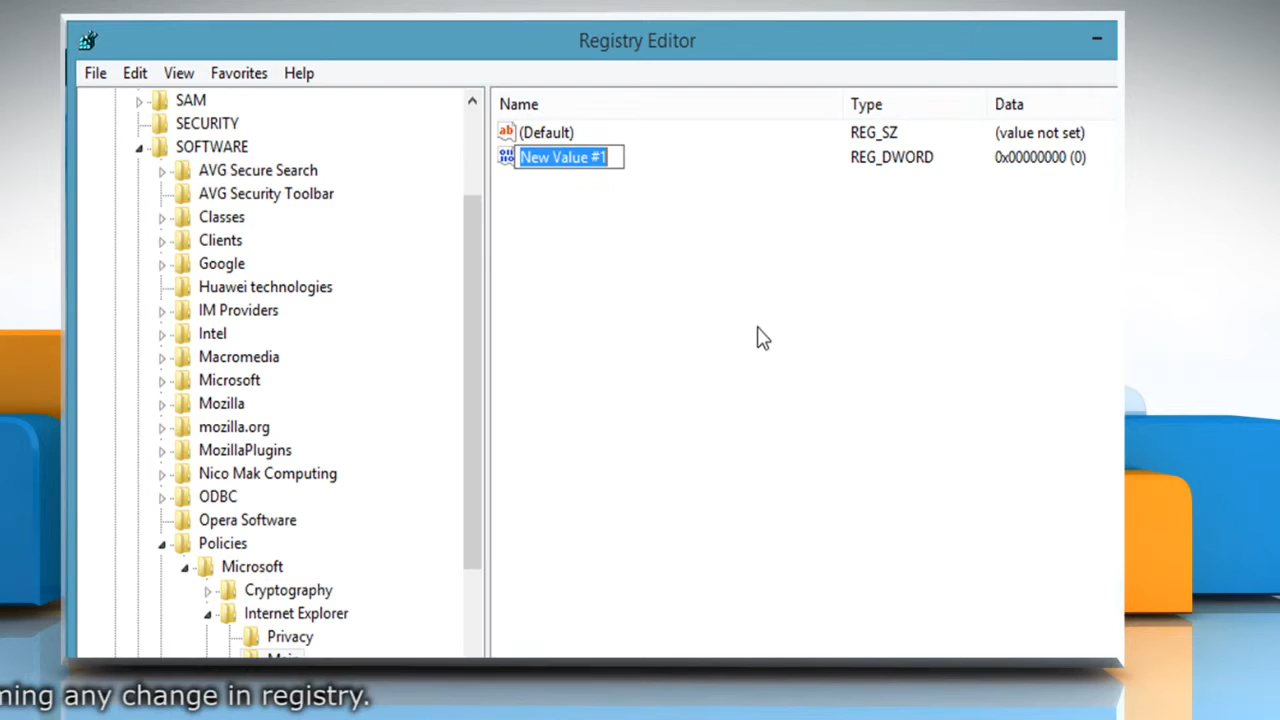 Registry Editor
File Edit View Favorites Help
Name Type Data
(Default) REG_SZ (value not set)
New Value #1 REG_DWORD 0x00000000 (0)
SAM
SECURITY
SOFTWARE
AVG Secure Search
AVG Security Toolbar
Classes
Clients
Google
Huawei technologies
IM Providers
Intel
Macromedia
Microsoft
Mozilla
mozilla.org
MozillaPlugins
Nico Mak Computing
ODBC
Opera Software
Policies
Microsoft
Cryptography
Internet Explorer
Privacy
any change in registry.